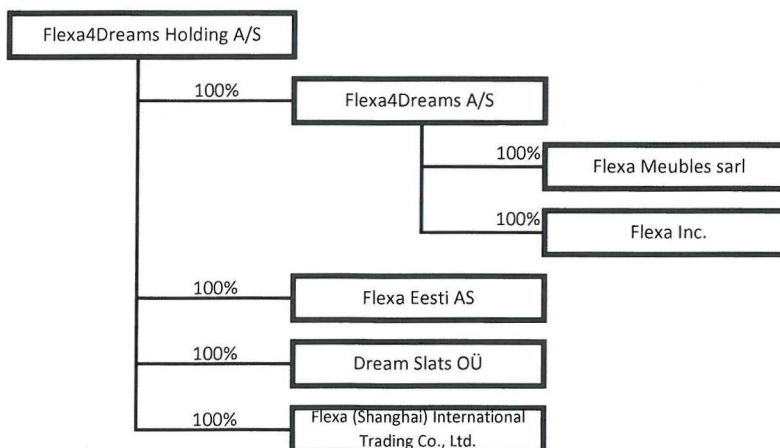 Flexa4Dreams Holding A/S
100%
Flexa4Dreams A/S
100%
Flexa Meubles sarl
100%
Flexa Inc.
100%
Flexa Eesti AS
100%
Dream Slats OÜ
100%
Flexa (Shanghai) International
Trading Co., Ltd.